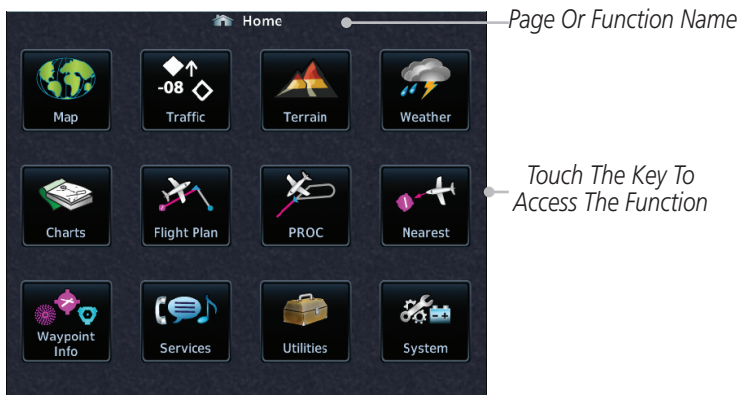 Home
Page Or Function Name
-08
Map
Traffic
Terrain
Weather
Touch The Key To
Access The Function
Charts
Flight Plan
PROC
Nearest
Waypoint
Info
Services
Utilities
System